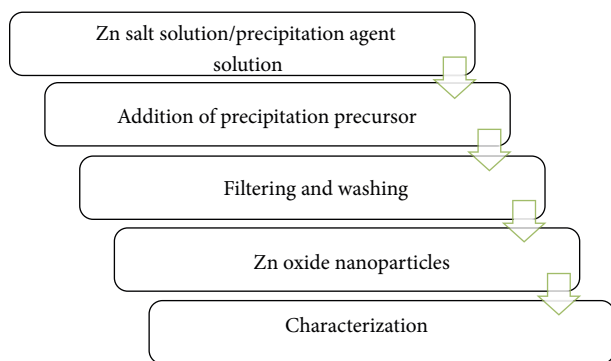 Zn salt solution/precipitation agent
solution
Addition of precipitation precursor
Filtering and washing
Zn oxide nanoparticles
Characterization